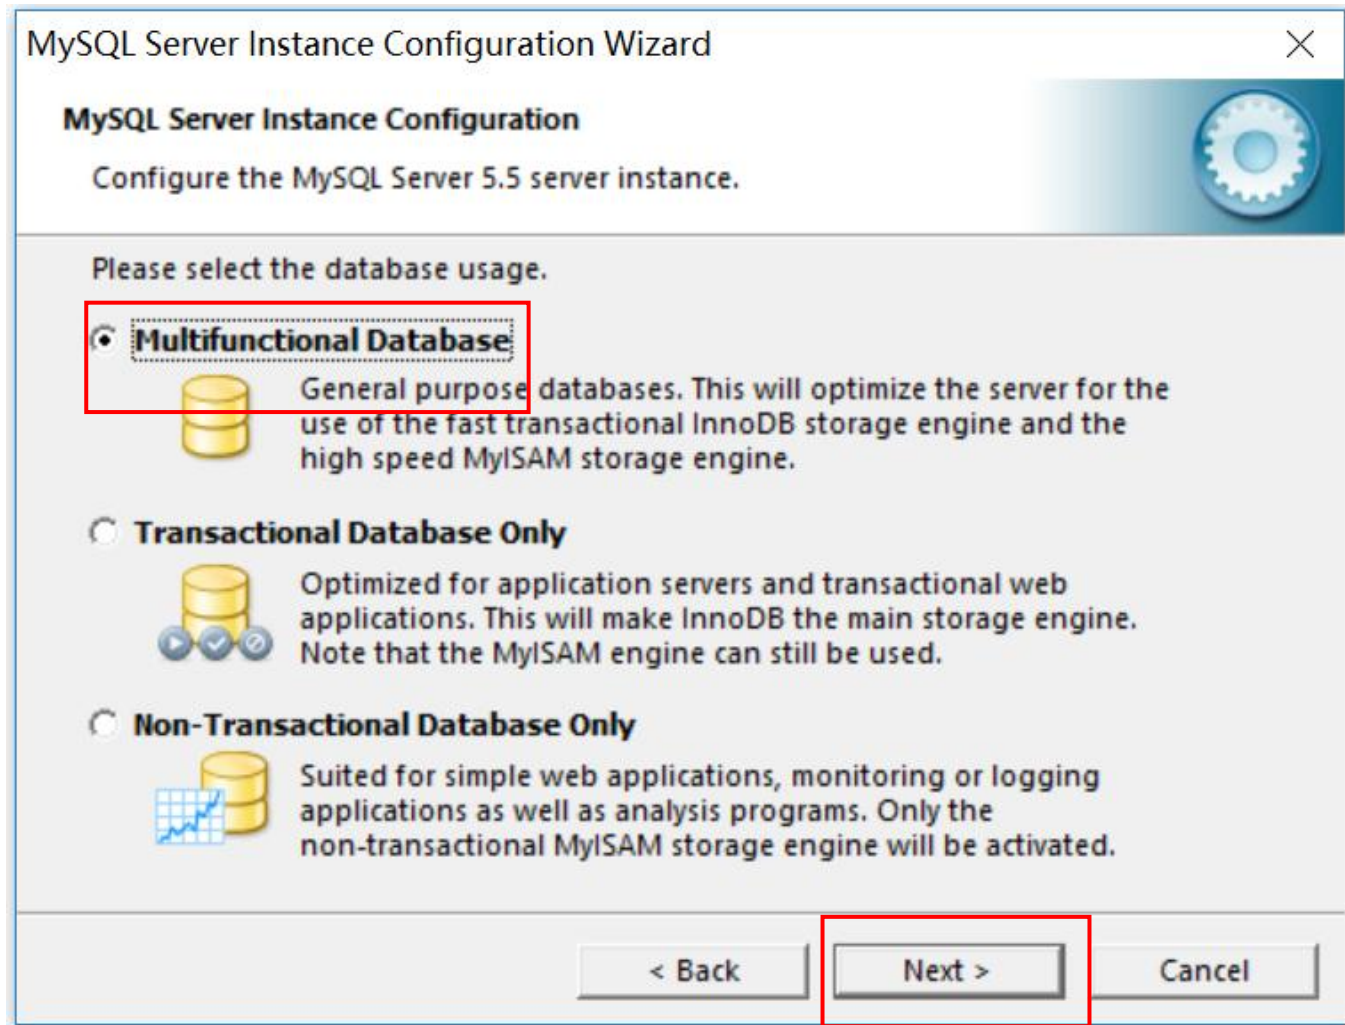 MySQL Server Instance Configuration Wizard
MySQL Server Instance Configuration
Configure the MySQL Server 5.5 server instance.
Please select the database usage.
Multifunctional Database
General purpose databases. This will optimize the server for the
use of the fast transactional InnoDB storage engine and the
high speed MyISAM storage engine.
Transactional Database Only
Optimized for application servers and transactional web
applications. This will make InnoDB the main storage engine.
Note that the MyISAM engine can still be used.
Non-Transactional Database Only
Suited for simple web applications, monitoring or logging
applications as well as analysis programs. Only the
non-transactional MyISAM storage engine will be activated.
< Back
Next >
Cancel